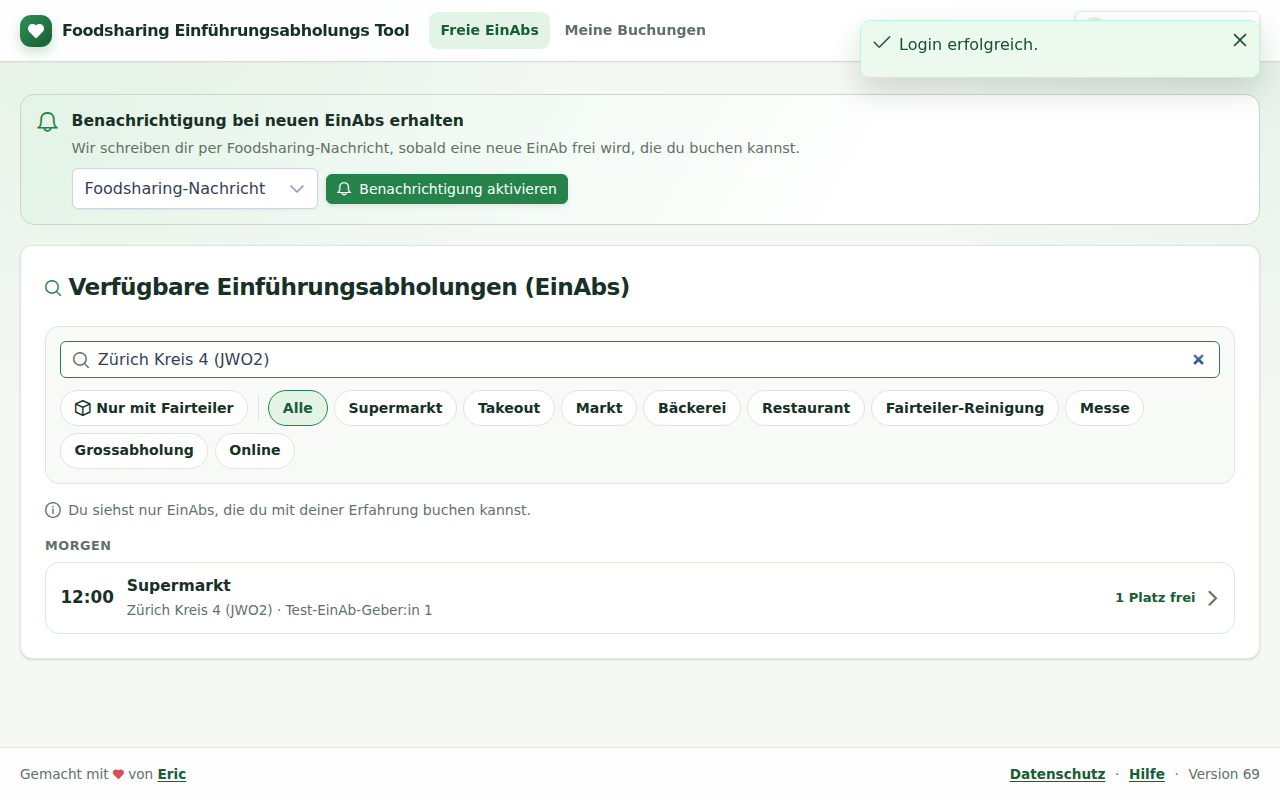 Foodsharing Einführungsabholungs Tool
Freie EinAbs
Meine Buchungen
Login erfolgreich.
Benachrichtigung bei neuen EinAbs erhalten
Wir schreiben dir per Foodsharing-Nachricht, sobald eine neue EinAb frei wird, die du buchen kannst.
Foodsharing-Nachricht
Benachrichtigung aktivieren
Verfügbare Einführungsabholungen (EinAbs)
Zürich Kreis 4 (JWO2)
Nur mit Fairteiler
Alle
Supermarkt
Takeout
Markt
Bäckerei
Restaurant
Fairteiler-Reinigung
Messe
Grossabholung
Online
Du siehst nur EinAbs, die du mit deiner Erfahrung buchen kannst.
MORGEN
12:00
Supermarkt
Zürich Kreis 4 (JWO2) · Test-EinAb-Geber:in 1
1 Platz frei
Gemacht mit ❤ von Eric
Datenschutz · Hilfe · Version 69